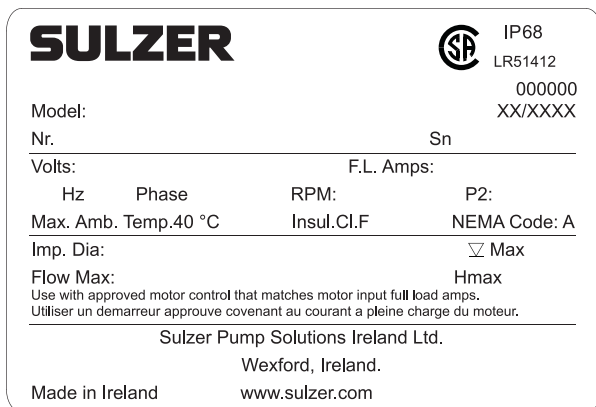 SULZER
SA IP68
LR51412
000000
Model: XX/XXXX
Nr. Sn
Volts: F.L. Amps:
Hz Phase RPM: P2:
Max. Amb. Temp.40 °C Insul.Cl.F NEMA Code: A
Imp. Dia: Max
Flow Max: Hmax
Use with approved motor control that matches motor input full load amps.
Utiliser un demarreur approuve covenant au courant a pleine charge du moteur.
Sulzer Pump Solutions Ireland Ltd.
Wexford, Ireland.
Made in Ireland www.sulzer.com